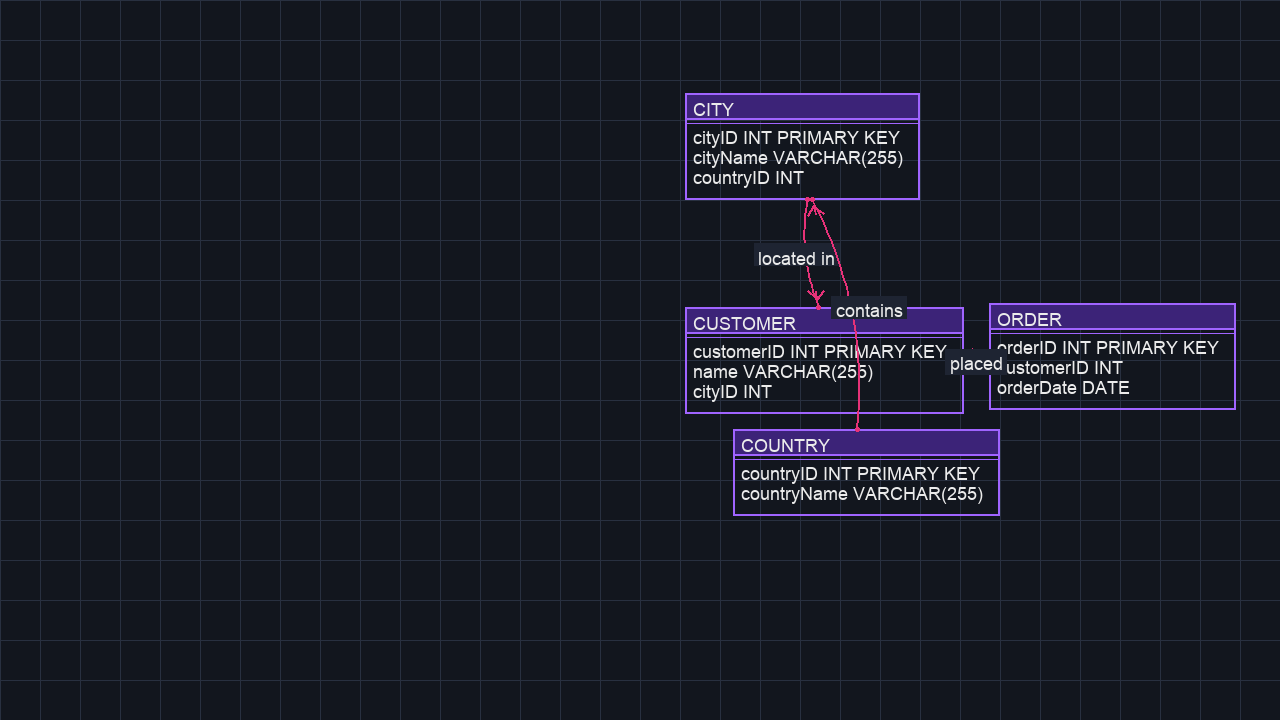 CITY
cityID INT PRIMARY KEY
cityName VARCHAR(255)
countryID INT
located in
contains
CUSTOMER
customerID INT PRIMARY KEY
name VARCHAR(255)
cityID INT
placed
ORDER
orderID INT PRIMARY KEY
ustomerID INT
orderDate DATE
COUNTRY
countryID INT PRIMARY KEY
countryName VARCHAR(255)